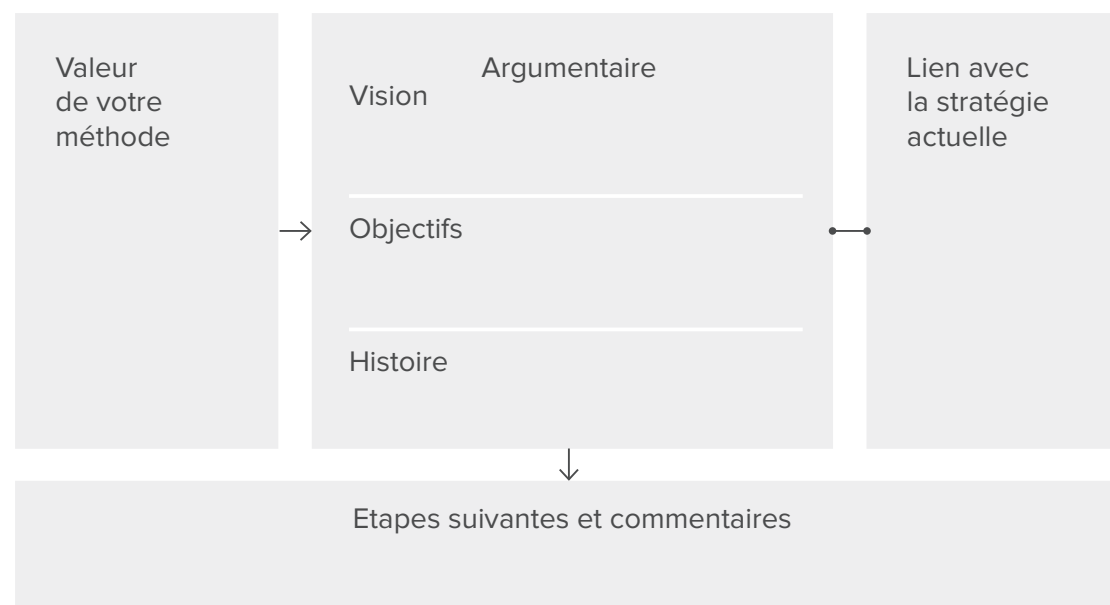 Valeur
de votre
méthode
Argumentaire
Vision
Objectifs
Histoire
Lien avec
la stratégie
actuelle
Etapes suivantes et commentaires